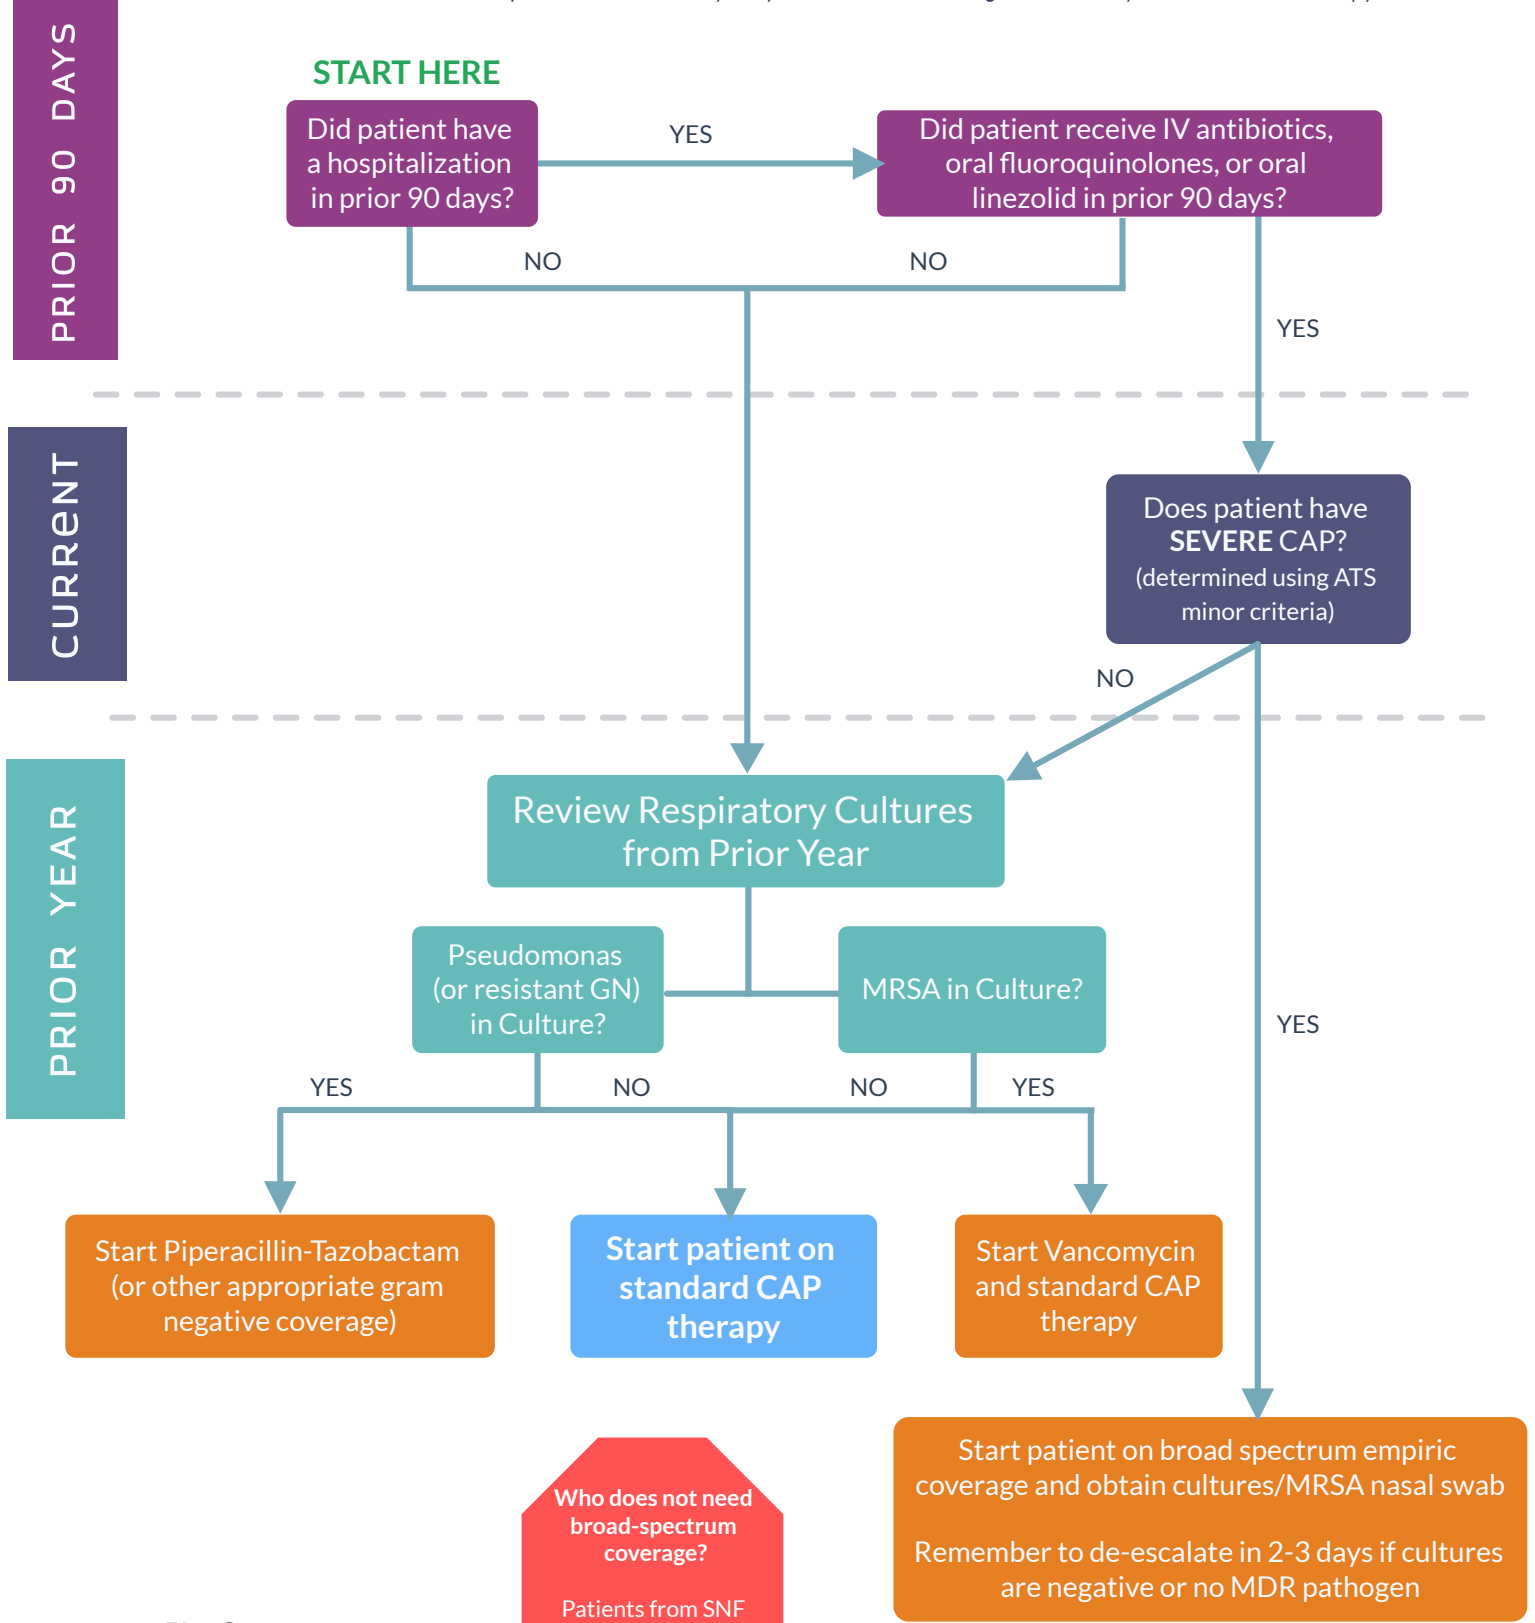 PRIOR 90 DAYS
START HERE
Did patient have
a hospitalization
in prior 90 days?
YES
Did patient receive IV antibiotics,
oral fluoroquinolones, or oral
linezolid in prior 90 days?
NO
NO
YES
CURRENT
Does patient have
SEVERE CAP?
(determined using ATS
minor criteria)
NO
PRIOR YEAR
Review Respiratory Cultures
from Prior Year
Pseudomonas
(or resistant GN)
in Culture?
MRSA in Culture?
YES
YES
NO
NO
YES
Start Piperacillin-Tazobactam
(or other appropriate gram
negative coverage)
Start patient on
standard CAP
therapy
Start Vancomycin
and standard CAP
therapy
Who does not need
broad-spectrum
coverage?
Patients from SNF
Start patient on broad spectrum empiric
coverage and obtain cultures/MRSA nasal swab
Remember to de-escalate in 2-3 days if cultures
are negative or no MDR pathogen